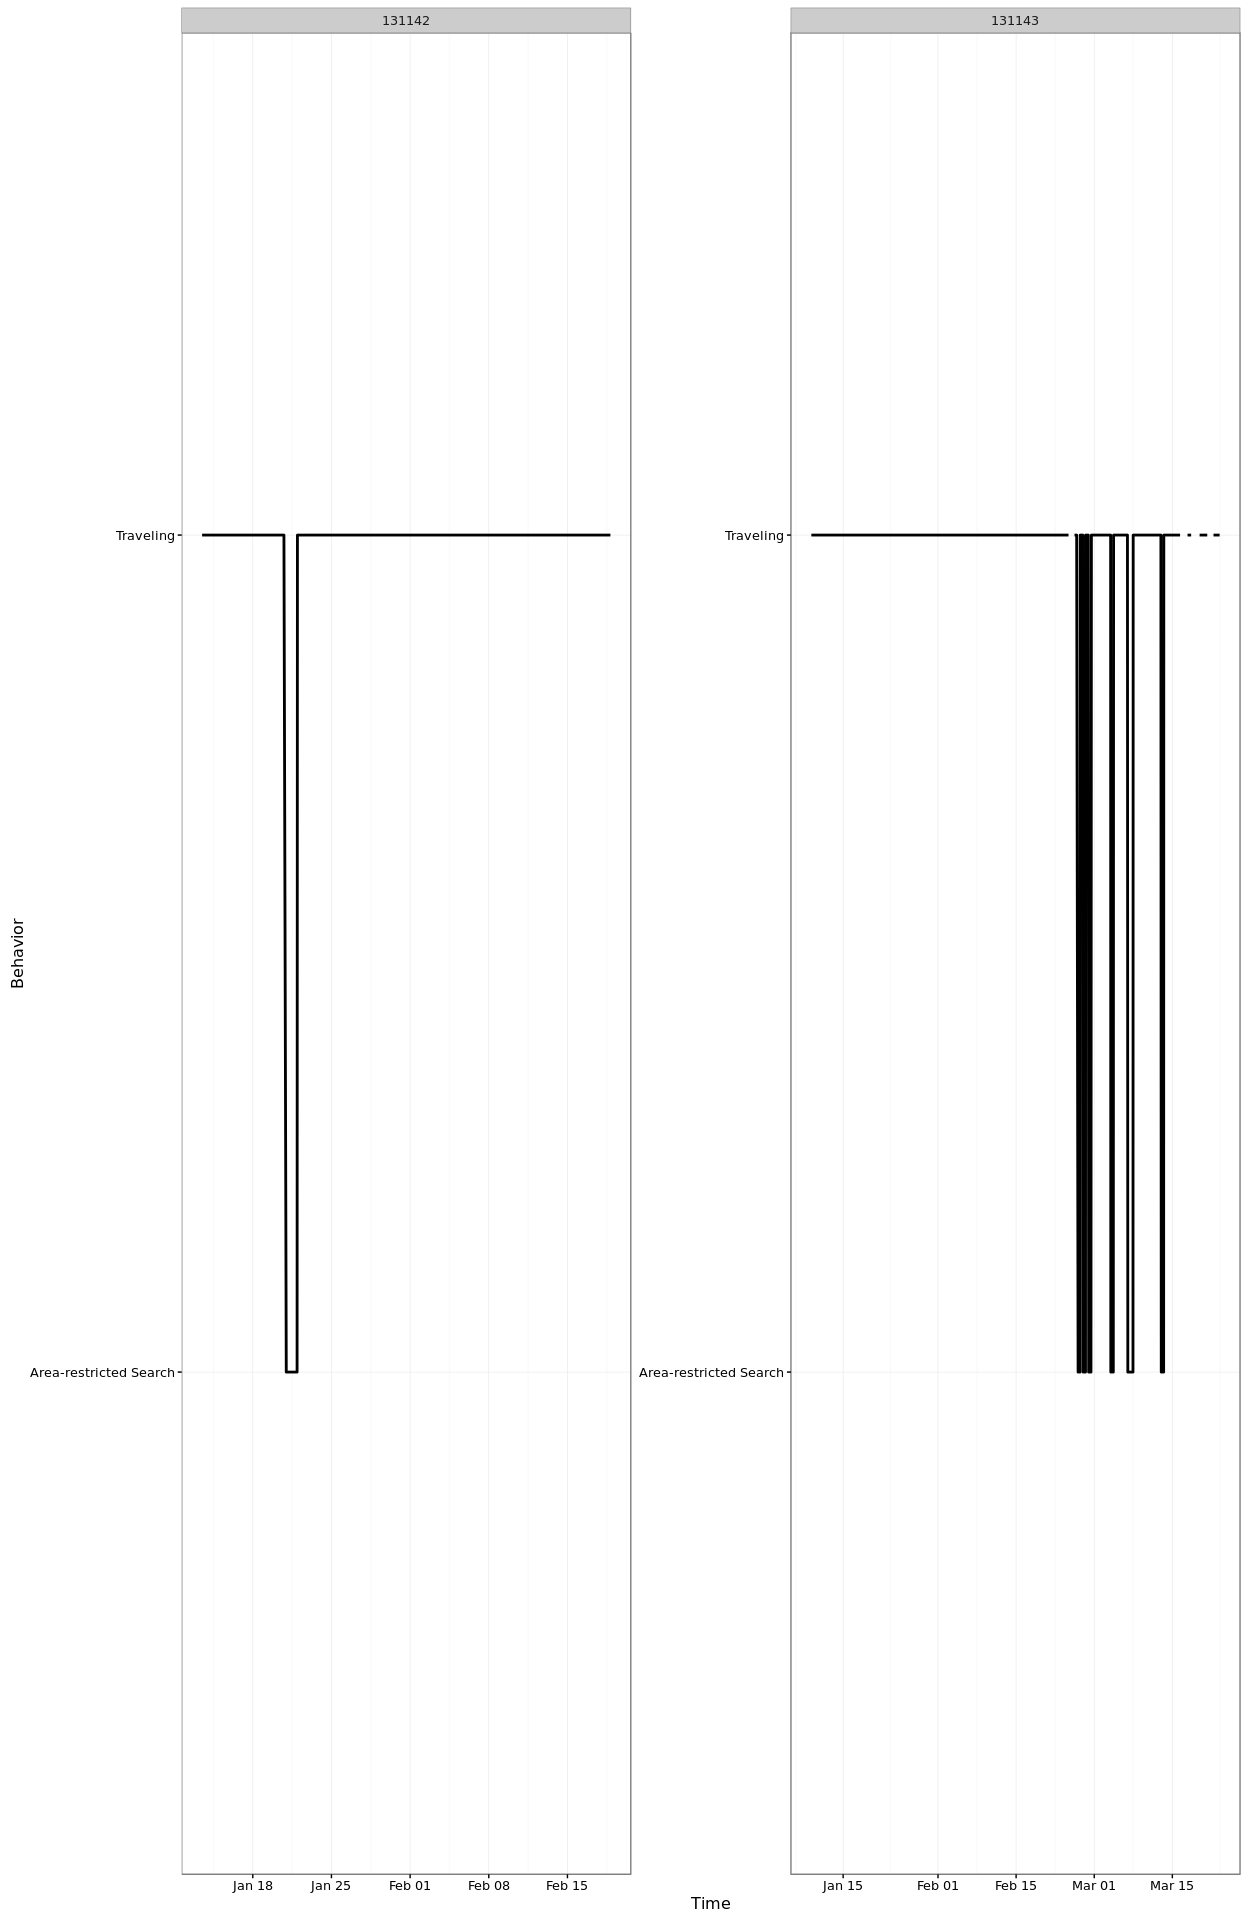 131142
131143
Traveling
Traveling
Behavior
Area-restricted Search
Area-restricted Search
Jan 18 Jan 25 Feb 01 Feb 08 Feb 15
Jan 15 Feb 01 Feb 15 Mar 01 Mar 15
Time